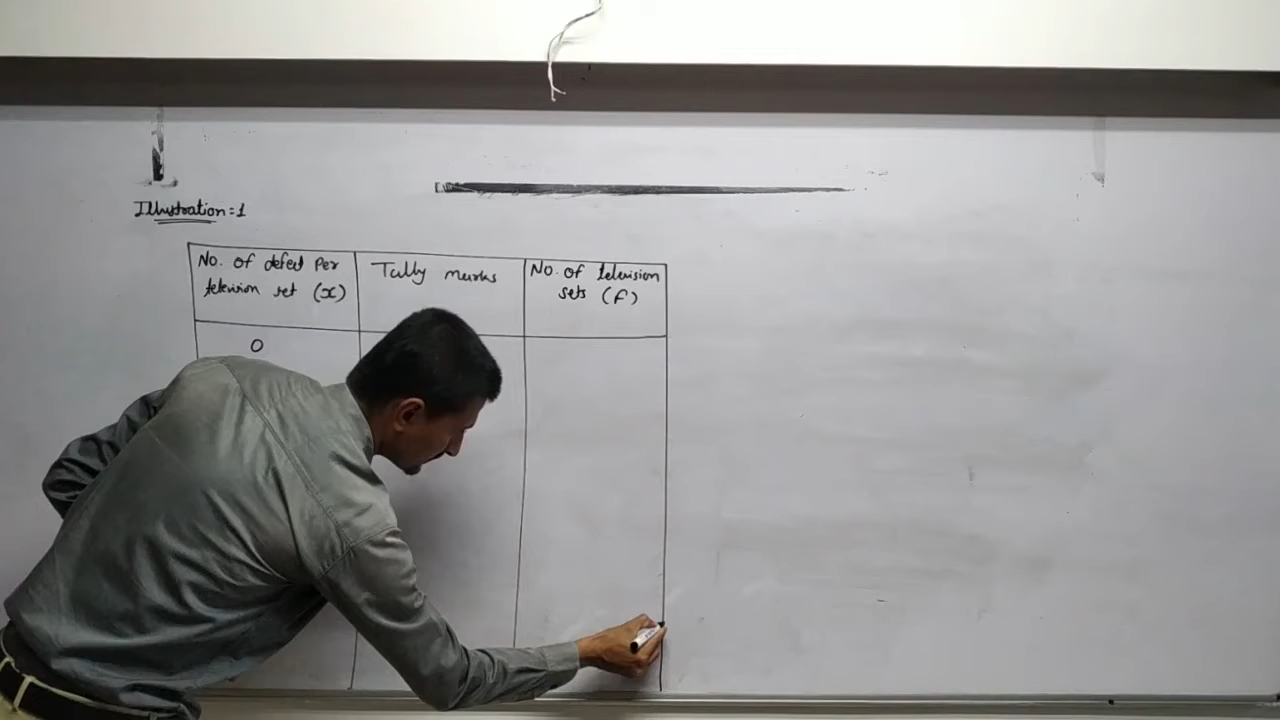 Illustration=1
No. of defect Per
television set (x)
Tally marks
No. of television
sets (f)
0